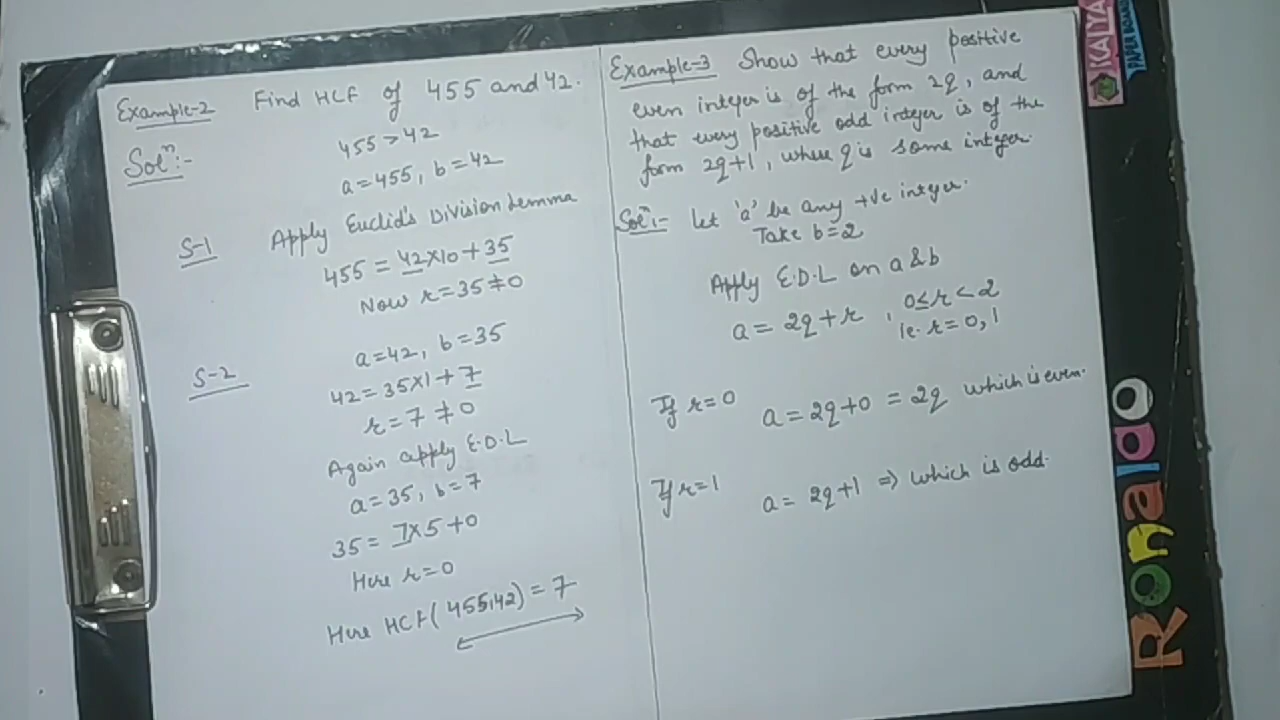 Example-2 Find HCF of 455 and 42.
Solⁿ:-
455 > 42
a=455, b=42
S-1 Apply Euclid's Division Lemma
455 = 42×10 + 35
Now r=35≠0
S-2 a=42, b=35
42=35×1+7
r=7≠0
Again apply E.D.L
a=35, b=7
35 = 7×5+0
Here r=0
Here HCF(455,42) = 7
Example-3 Show that every positive
even integer is of the form 2q, and
that every positive odd integer is of the
form 2q+1, where q is some integer.
Solⁿ:- Let 'a' be any +ve integer.
Take b=2
Apply E.D.L on a & b
a = 2q+r , 0≤r<2
ie. r=0,1
If r=0 a = 2q+0 = 2q which is even.
If r=1 a = 2q+1 ⇒ which is odd.
KALYA
Ronaldo